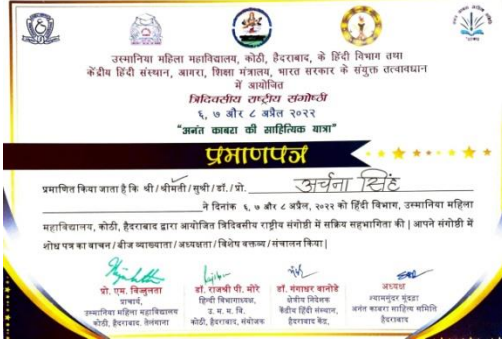 उस्मानिया महिला महाविद्यालय, कोठी, हैदराबाद, के हिंदी विभाग तथा
केंद्रीय हिंदी संस्थान, आगरा, शिक्षा मंत्रालय, भारत सरकार के संयुक्त तत्वावधान
में आयोजित
त्रिदिवसीय राष्ट्रीय संगोष्ठी
६, ७ और ८ अप्रैल २०२२
"अनंत काबरा की साहित्यिक यात्रा"
प्रमाणपत्र
प्रमाणित किया जाता है कि श्री / श्रीमती / सुश्री / डॉ. / प्रो. अर्चना सिंह
ने दिनांक ६, ७ और ८ अप्रैल, २०२२ को हिंदी विभाग, उस्मानिया महिला
महाविद्यालय, कोठी, हैदराबाद द्वारा आयोजित त्रिदिवसीय राष्ट्रीय संगोष्ठी में सक्रिय सहभागिता की | आपने संगोष्ठी में
शोध पत्र का वाचन / बीज व्याख्याता / अध्यक्षता / विशेष वक्तव्य / संचालन किया |
प्रो. एम. विज्जुलता डॉ. राजश्री पी. मोरे डॉ. गंगाधर वानोडे अध्यक्ष
प्राचार्य, हिन्दी विभागाध्यक्ष, क्षेत्रीय निदेशक श्यामसुंदर मूंदड़ा
उस्मानिया महिला महाविद्यालय उ. म. म. वि. केंद्रीय हिंदी संस्थान, अनंत काबरा साहित्य समिति
कोठी, हैदराबाद, तेलंगाना कोठी, हैदराबाद, संयोजक हैदराबाद केंद्र, हैदराबाद